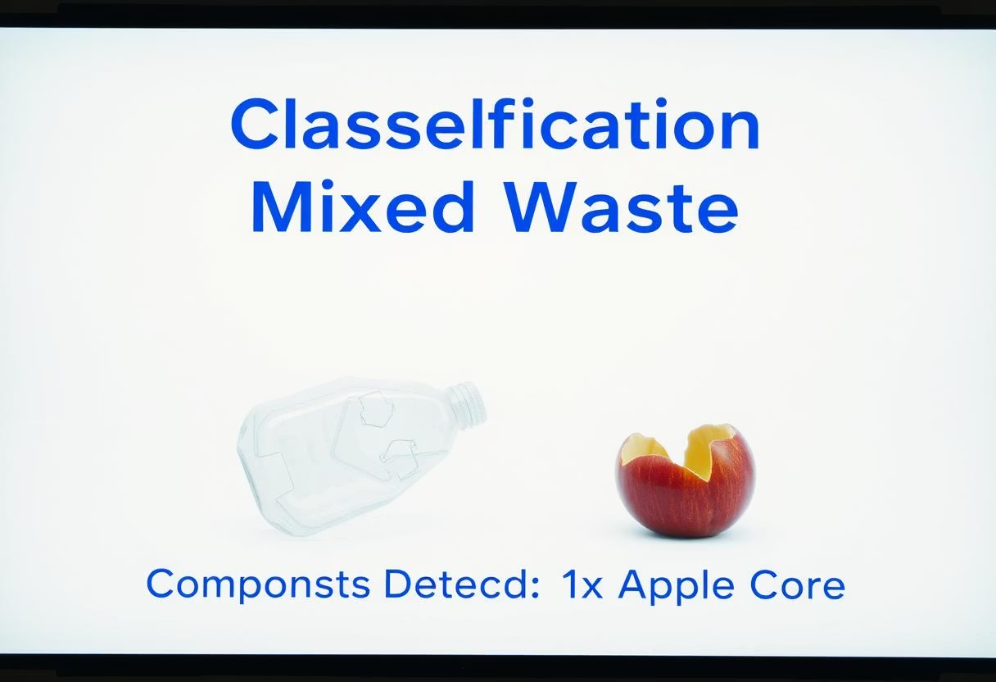 Classelfication
Mixed Waste
Componsts Detecd: 1x Apple Core